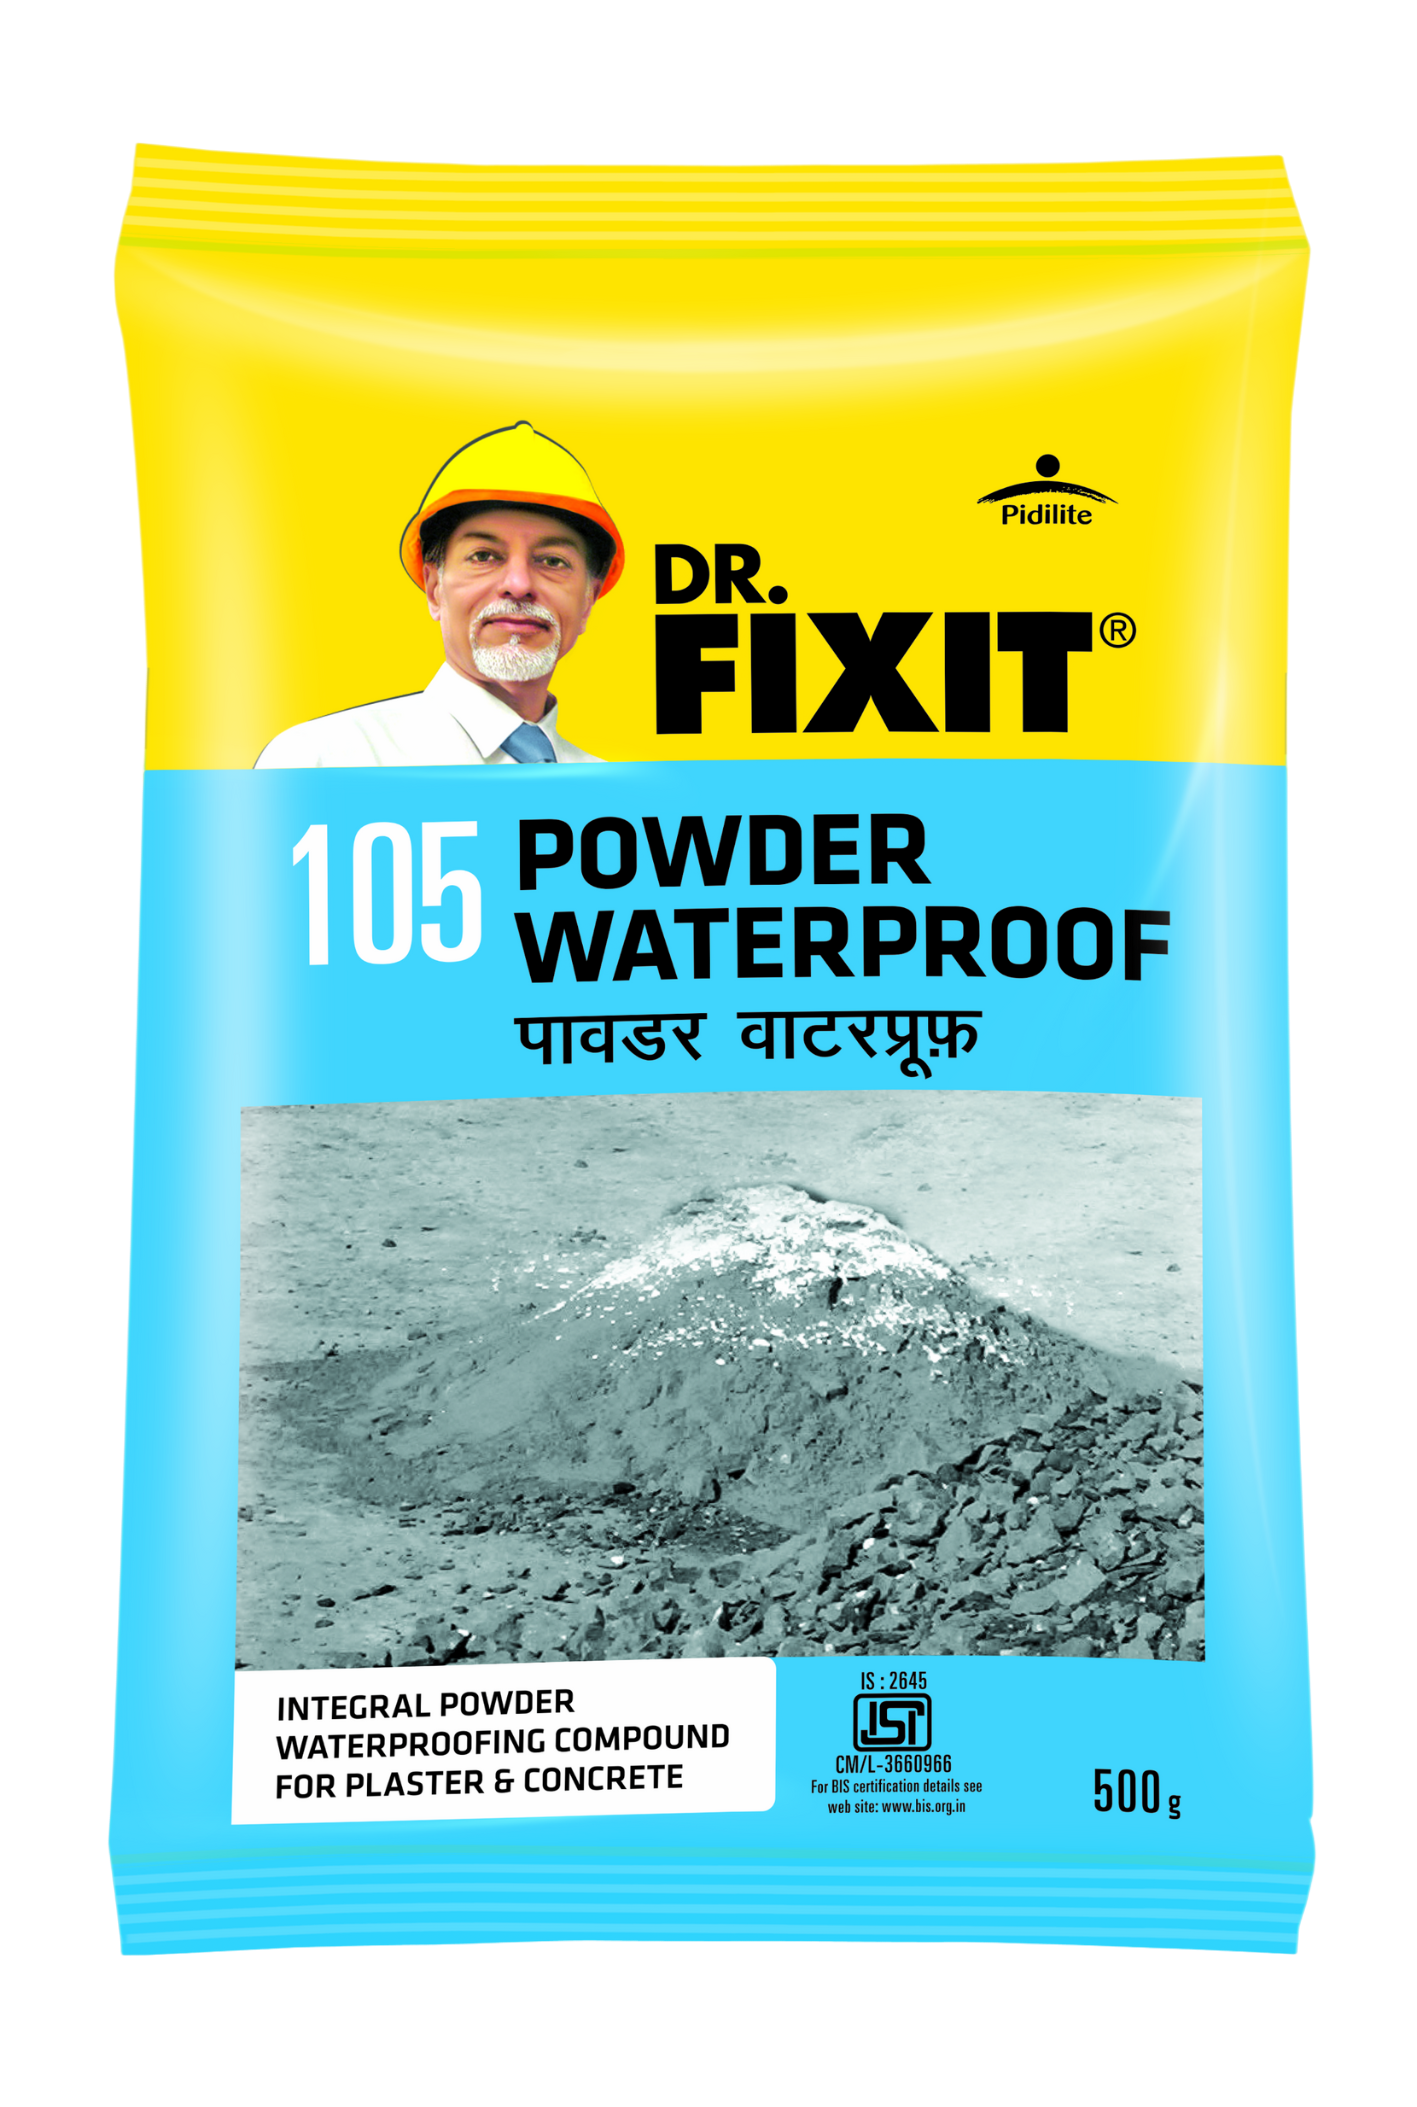 Pidilite
DR.
FIXIT®
105
POWDER
WATERPROOF
पावडर वाटरप्रूफ़
INTEGRAL POWDER
WATERPROOFING COMPOUND
FOR PLASTER & CONCRETE
IS : 2645
ISI
CM/L-3660966
For BIS certification details see
web site: www.bis.org.in
500 g